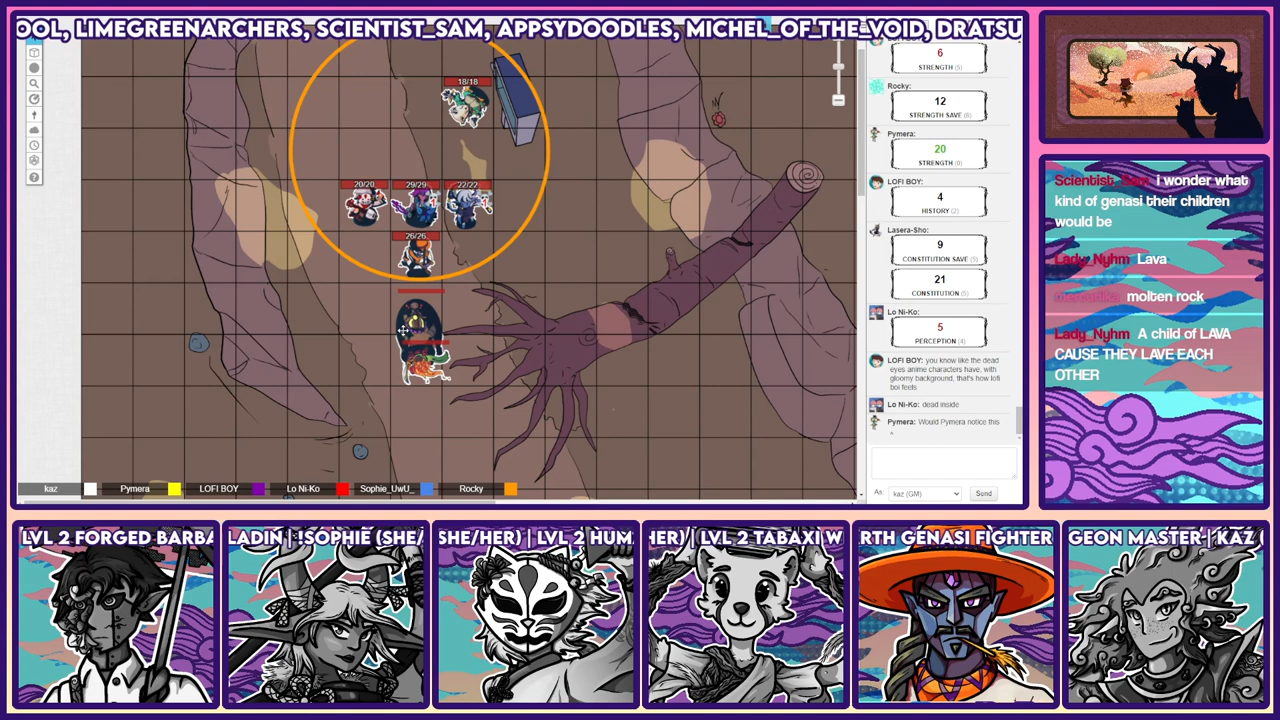 OOL, LIMEGREENARCHERS, SCIENTIST_SAM, APPSYDOODLES, MICHEL_OF_THE_VOID, DRATSU
18/18
20/20
29/29
22/22
26/26
6
STRENGTH (5)
Rocky:
12
STRENGTH SAVE (6)
Pymera:
20
STRENGTH (0)
LOFI BOY:
4
HISTORY (2)
Lasera-Sho:
9
CONSTITUTION SAVE (5)
21
CONSTITUTION (5)
Lo Ni-Ko:
5
PERCEPTION (4)
LOFI BOY: you know like the dead
eyes anime characters have, with
gloomy background, that's how lofi
boi feels
Lo Ni-Ko: dead inside
Pymera: Would Pymera notice this
As:
kaz (GM)
Send
kaz
Pymera
LOFI BOY
Lo Ni-Ko
Sophie_UwU_
Rocky
Scientist_Sam i wonder what
kind of genasi their children
would be
Lady_Nyhm Lava
molten rock
Lady_Nyhm A child of LAVA
CAUSE THEY LAVE EACH
OTHER
LVL 2 FORGED BARBA
LADIN | !SOPHIE (SHE/
SHE/HER) | LVL 2 HUM
HER) | LVL 2 TABAXI W
RTH GENASI FIGHTER
GEON MASTER | KAZ (